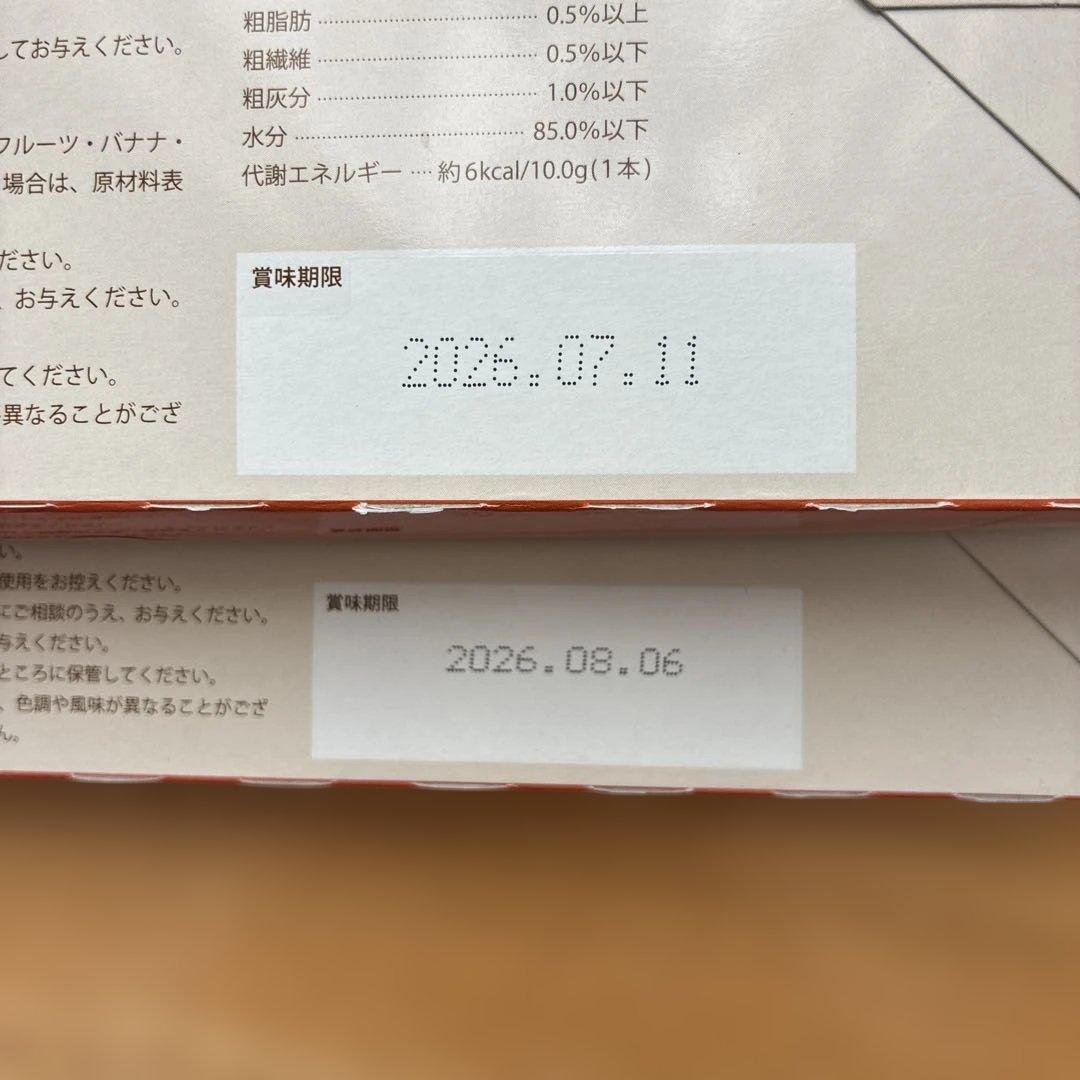 してお与えください。
フルーツ・バナナ・
場合は、原材料表
ださい。
、お与えください。
てください。
異なることがござ
粗脂肪 ………… 0.5%以上
粗繊維 ………… 0.5%以下
粗灰分 ………… 1.0%以下
水分 ………… 85.0%以下
代謝エネルギー …… 約6kcal/10.0g(1本)
賞味期限
2026.07.11
い。
使用をお控えください。
にご相談のうえ、お与えください。
与えください。
ところに保管してください。
、色調や風味が異なることがござ
ん。
賞味期限
2026.08.06